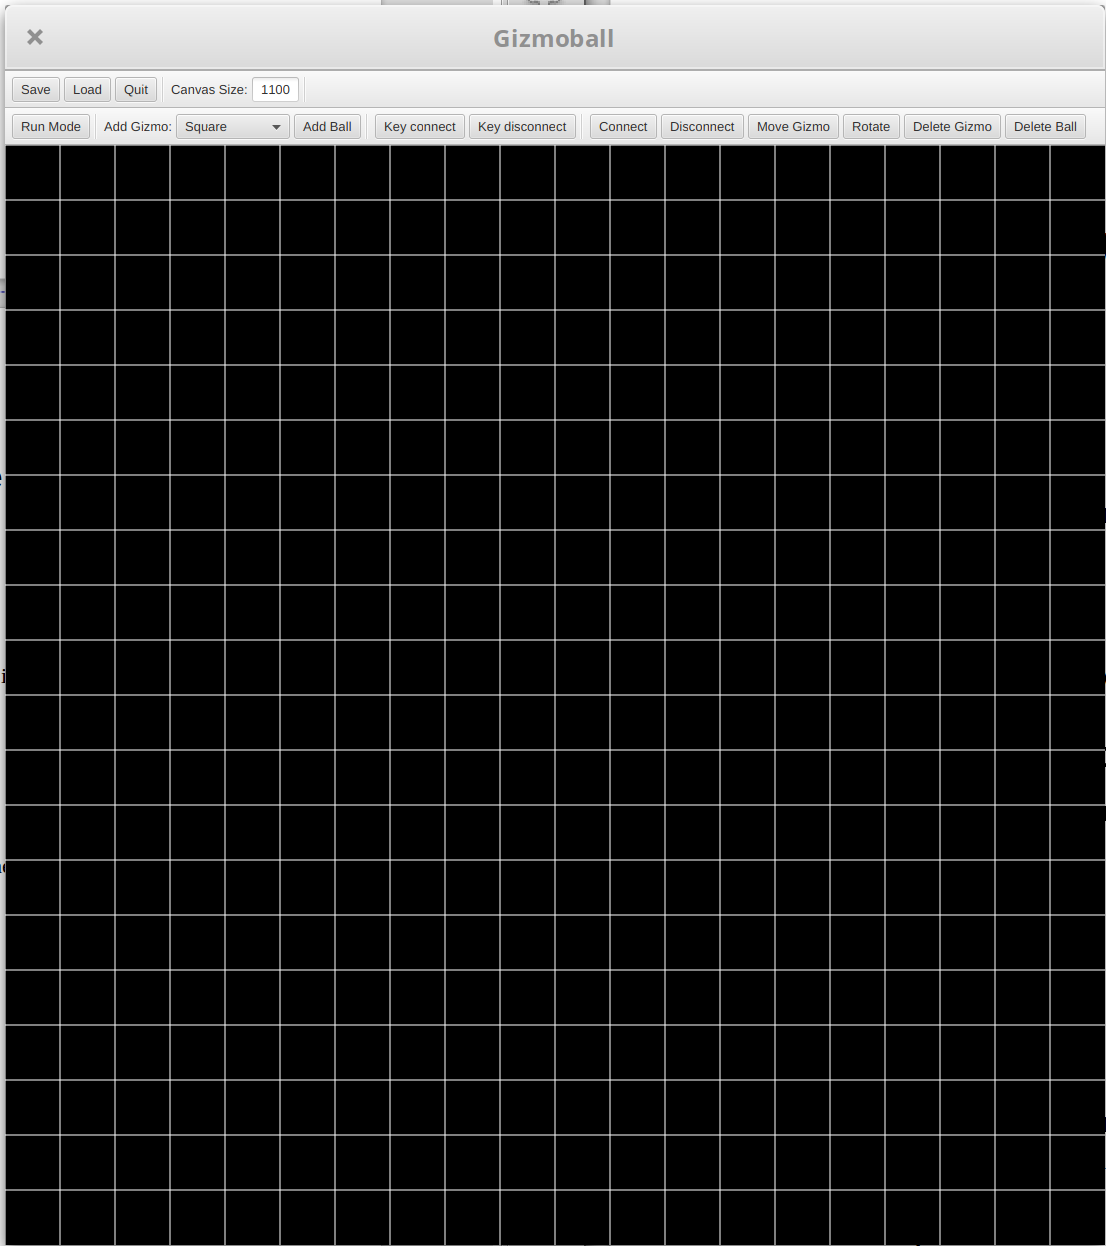 Gizmoball
Save Load Quit Canvas Size: 1100
Run Mode Add Gizmo: Square Add Ball Key connect Key disconnect Connect Disconnect Move Gizmo Rotate Delete Gizmo Delete Ball